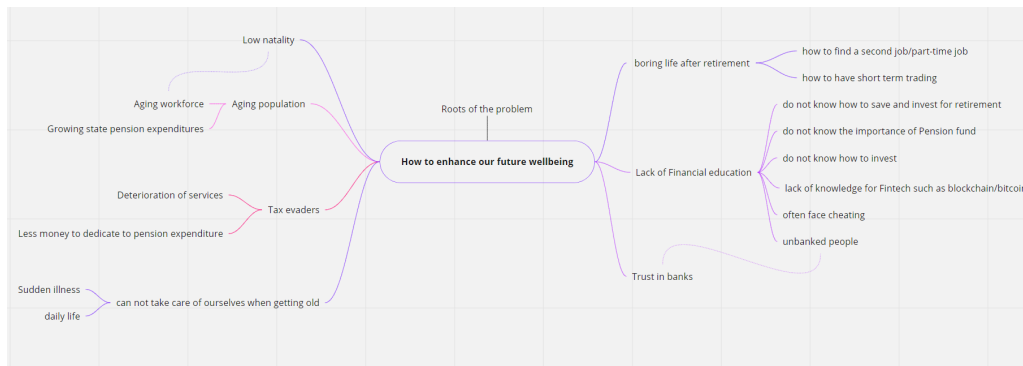 Low natality
Aging workforce
Aging population
Growing state pension expenditures
Deterioration of services
Tax evaders
Less money to dedicate to pension expenditure
Sudden illness
can not take care of ourselves when getting old
daily life
Roots of the problem
How to enhance our future wellbeing
boring life after retirement
how to find a second job/part-time job
how to have short term trading
Lack of Financial education
do not know how to save and invest for retirement
do not know the importance of Pension fund
do not know how to invest
lack of knowledge for Fintech such as blockchain/bitcoin
often face cheating
unbanked people
Trust in banks